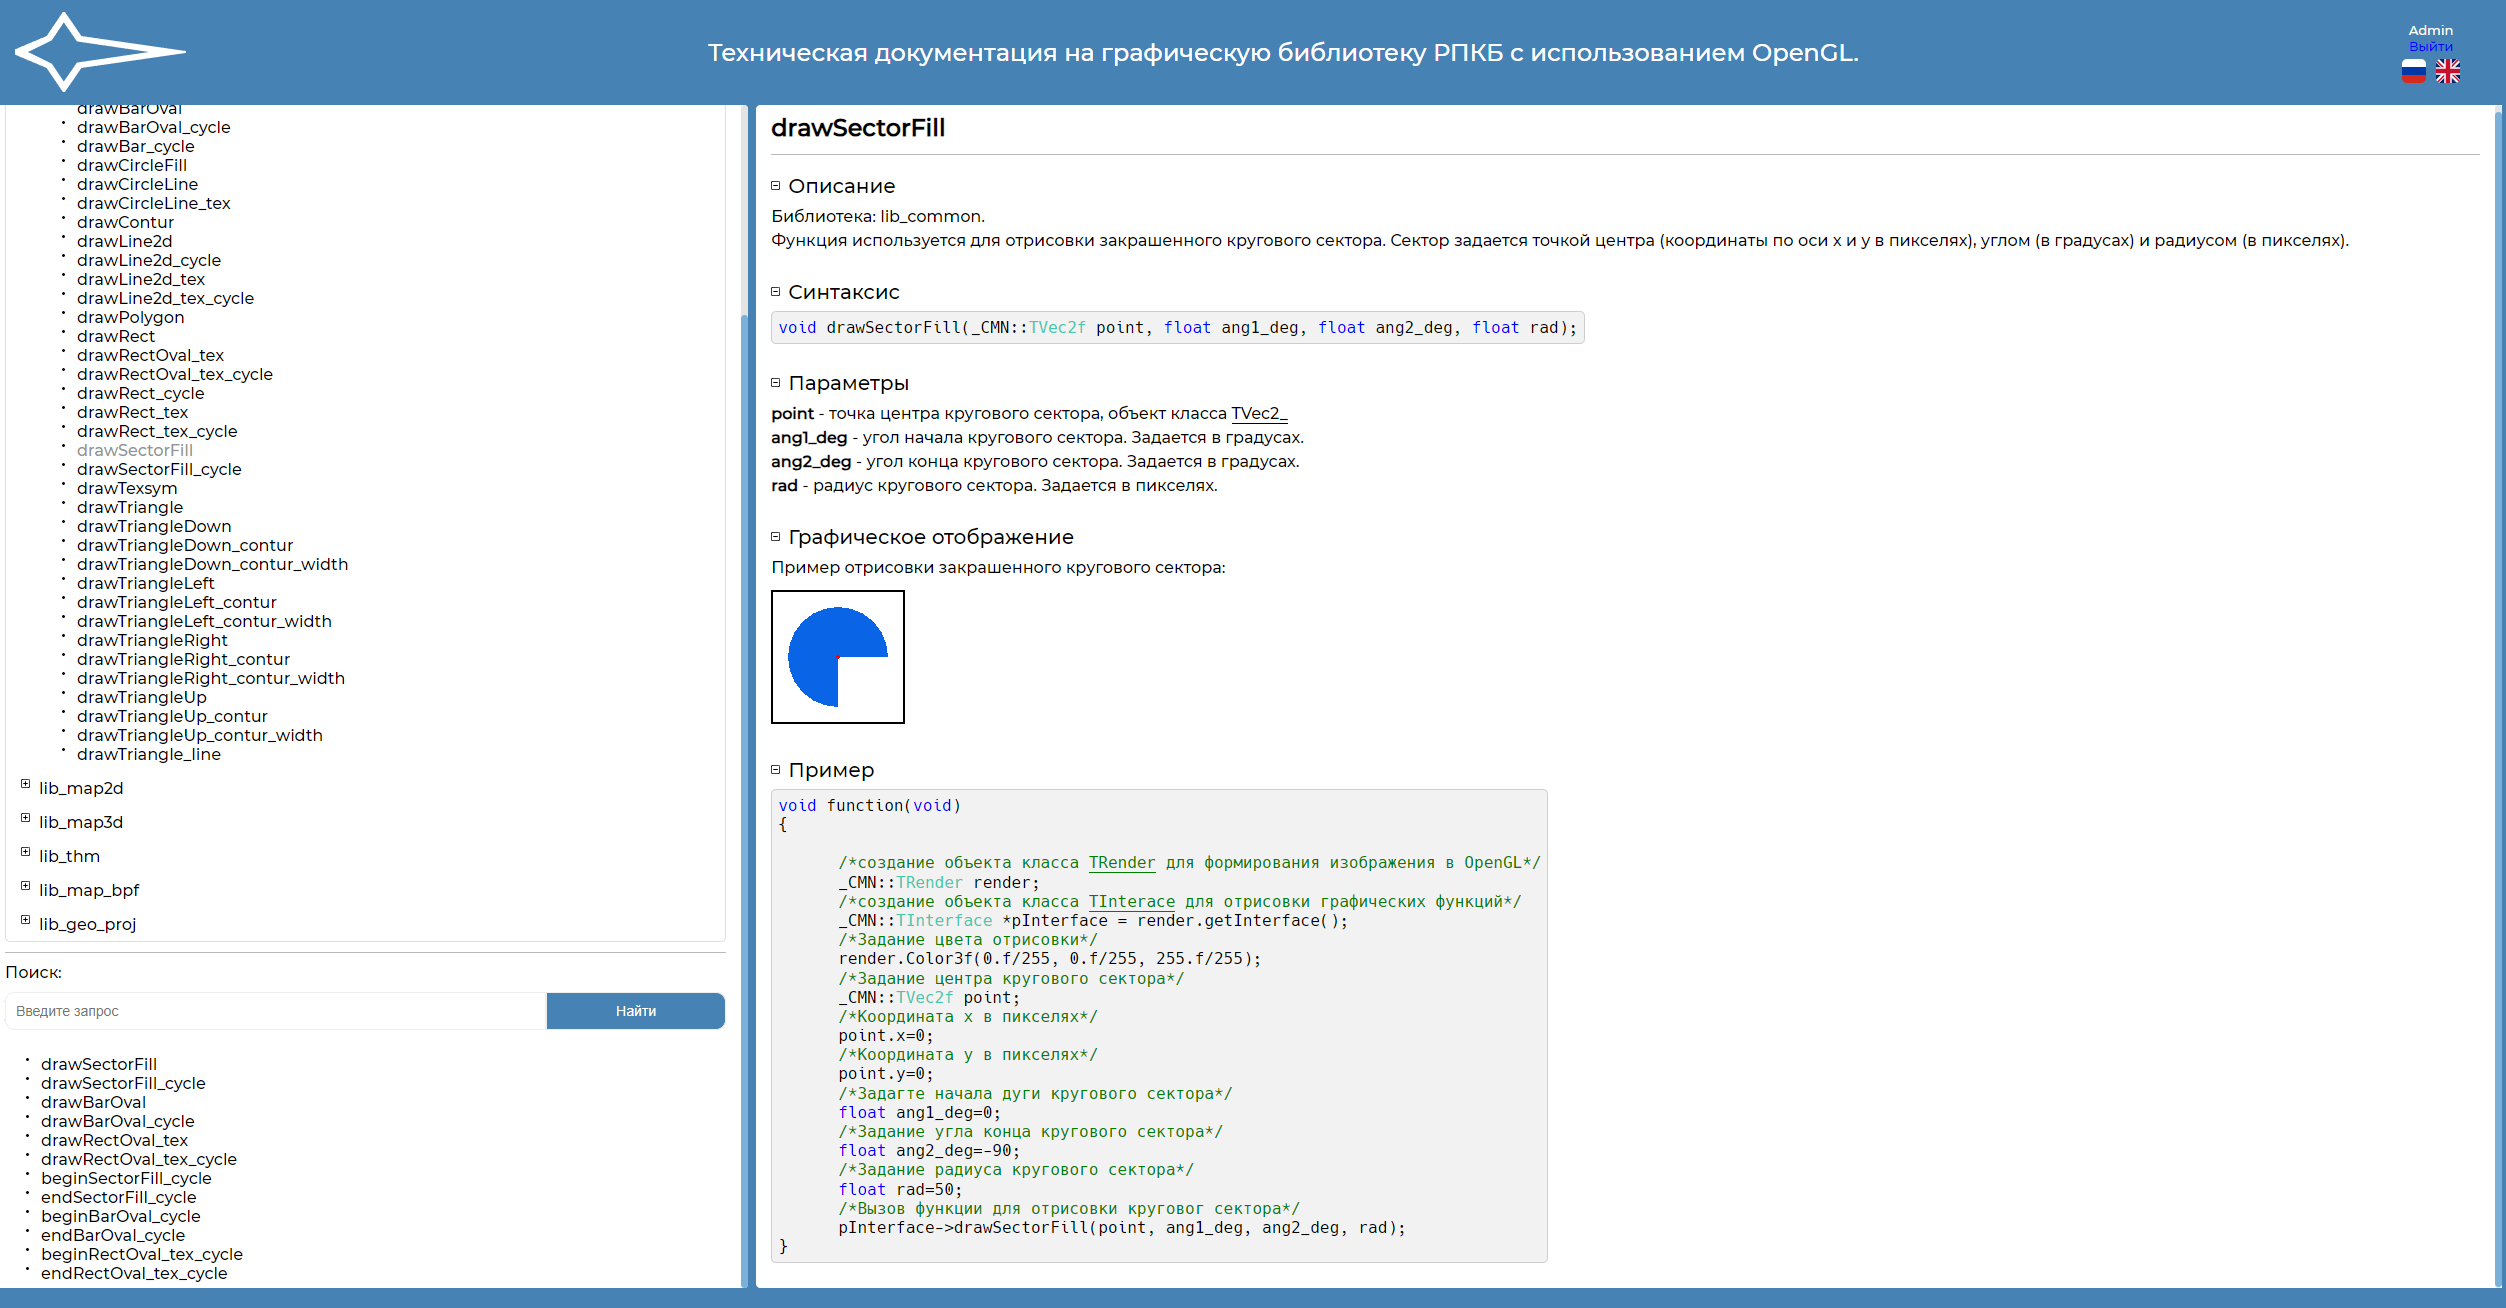 Техническая документация на графическую библиотеку РПКБ с использованием OpenGL.
Admin
Выйти
drawBarOval
drawBarOval_cycle
drawBar_cycle
drawCircleFill
drawCircleLine
drawCircleLine_tex
drawContur
drawLine2d
drawLine2d_cycle
drawLine2d_tex
drawLine2d_tex_cycle
drawPolygon
drawRect
drawRectOval_tex
drawRectOval_tex_cycle
drawRect_cycle
drawRect_tex
drawRect_tex_cycle
drawSectorFill
drawSectorFill_cycle
drawTexsym
drawTriangle
drawTriangleDown
drawTriangleDown_contur
drawTriangleDown_contur_width
drawTriangleLeft
drawTriangleLeft_contur
drawTriangleLeft_contur_width
drawTriangleRight
drawTriangleRight_contur
drawTriangleRight_contur_width
drawTriangleUp
drawTriangleUp_contur
drawTriangleUp_contur_width
drawTriangle_line
lib_map2d
lib_map3d
lib_thm
lib_map_bpf
lib_geo_proj
Поиск:
Введите запрос
Найти
drawSectorFill
drawSectorFill_cycle
drawBarOval
drawBarOval_cycle
drawRectOval_tex
drawRectOval_tex_cycle
beginSectorFill_cycle
endSectorFill_cycle
beginBarOval_cycle
endBarOval_cycle
beginRectOval_tex_cycle
endRectOval_tex_cycle
drawSectorFill
Описание
Библиотека: lib_common.
Функция используется для отрисовки закрашенного кругового сектора. Сектор задается точкой центра (координаты по оси x и y в пикселях), углом (в градусах) и радиусом (в пикселях).
Синтаксис
void drawSectorFill(_CMN::TVec2f point, float ang1_deg, float ang2_deg, float rad);
Параметры
point - точка центра кругового сектора, объект класса TVec2_
ang1_deg - угол начала кругового сектора. Задается в градусах.
ang2_deg - угол конца кругового сектора. Задается в градусах.
rad - радиус кругового сектора. Задается в пикселях.
Графическое отображение
Пример отрисовки закрашенного кругового сектора:
Пример
void function(void)
{
/*создание объекта класса TRender для формирования изображения в OpenGL*/
_CMN::TRender render;
/*создание объекта класса TInterace для отрисовки графических функций*/
_CMN::TInterface *pInterface = render.getInterface();
/*Задание цвета отрисовки*/
render.Color3f(0.f/255, 0.f/255, 255.f/255);
/*Задание центра кругового сектора*/
_CMN::TVec2f point;
/*Координата x в пикселях*/
point.x=0;
/*Координата y в пикселях*/
point.y=0;
/*Задагте начала дуги кругового сектора*/
float ang1_deg=0;
/*Задание угла конца кругового сектора*/
float ang2_deg=-90;
/*Задание радиуса кругового сектора*/
float rad=50;
/*Вызов функции для отрисовки круговог сектора*/
pInterface->drawSectorFill(point, ang1_deg, ang2_deg, rad);
}